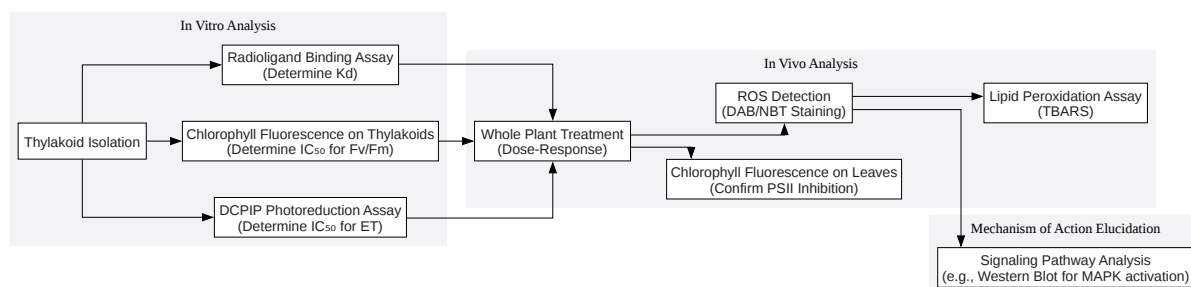 In Vitro Analysis
Thylakoid Isolation
Radioligand Binding Assay
(Determine Kd)
Chlorophyll Fluorescence on Thylakoids
(Determine IC₅₀ for Fv/Fm)
DCPIP Photoreduction Assay
(Determine IC₅₀ for ET)
In Vivo Analysis
Whole Plant Treatment
(Dose-Response)
ROS Detection
(DAB/NBT Staining)
Chlorophyll Fluorescence on Leaves
(Confirm PSII Inhibition)
Lipid Peroxidation Assay
(TBARS)
Mechanism of Action Elucidation
Signaling Pathway Analysis
(e.g., Western Blot for MAPK activation)